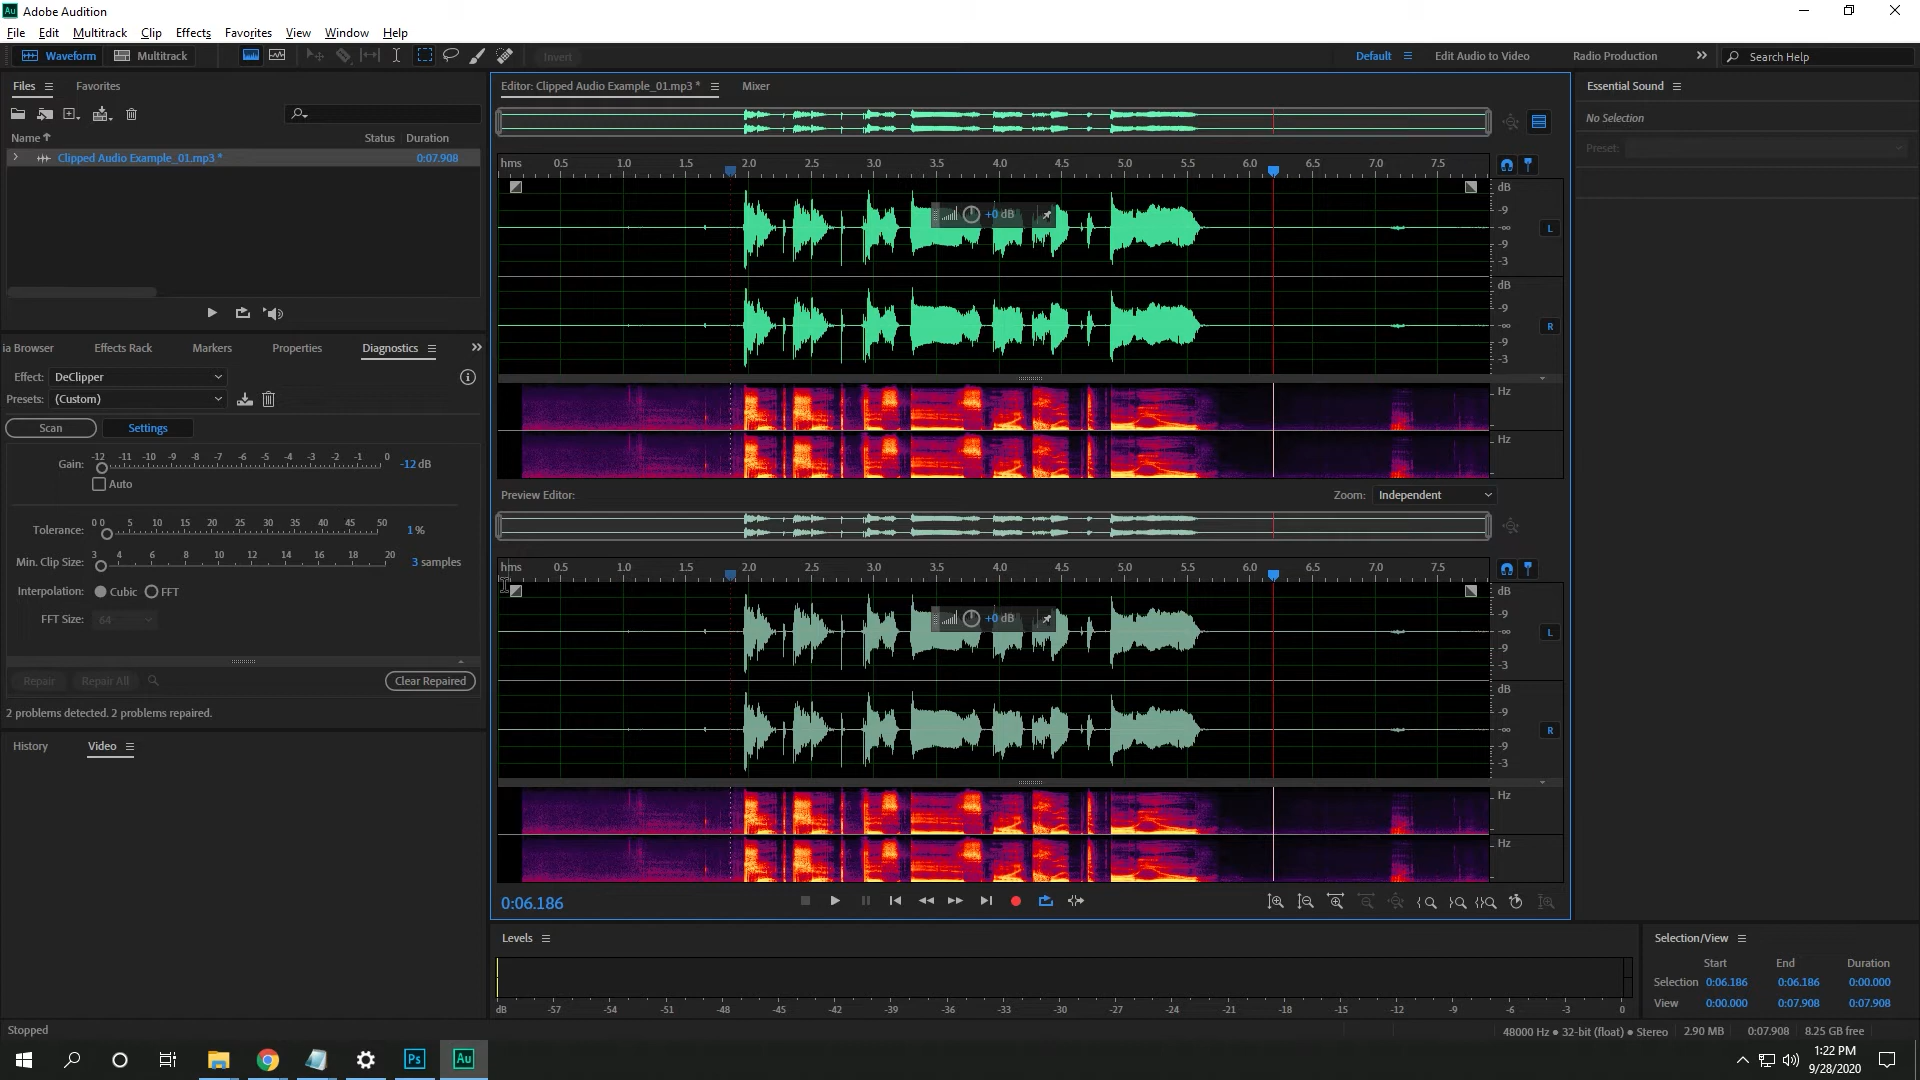 Adobe Audition
File Edit Multitrack Clip Effects Favorites View Window Help
Waveform Multitrack Invert Default Edit Audio to Video Radio Production Search Help
Files Favorites
Name Status Duration
Clipped Audio Example_01.mp3 * 0:07.908
ia Browser Effects Rack Markers Properties Diagnostics
Effect: DeClipper
Presets: (Custom)
Scan Settings
-12 -11 -10 -9 -8 -7 -6 -5 -4 -3 -2 -1 0
Gain: -12 dB
Auto
0 0 5 10 15 20 25 30 35 40 45 50
Tolerance: 1 %
3 4 6 8 10 12 14 16 18 20
Min. Clip Size: 3 samples
Interpolation: Cubic FFT
FFT Size: 64
Repair Repair All Clear Repaired
2 problems detected. 2 problems repaired.
History Video
Editor: Clipped Audio Example_01.mp3 * Mixer
hms 0.5 1.0 1.5 2.0 2.5 3.0 3.5 4.0 4.5 5.0 5.5 6.0 6.5 7.0 7.5
dB
-9
-∞
-9
-3
L
+0 dB
dB
-9
-∞
-9
-3
R
Hz
Hz
Preview Editor: Zoom: Independent
hms 0.5 1.0 1.5 2.0 2.5 3.0 3.5 4.0 4.5 5.0 5.5 6.0 6.5 7.0 7.5
dB
-9
-∞
-9
-3
L
+0 dB
dB
-9
-∞
-9
-3
R
Hz
Hz
0:06.186
Levels
dB -57 -54 -51 -48 -45 -42 -39 -36 -33 -30 -27 -24 -21 -18 -15 -12 -9 -6 -3 0
Essential Sound
No Selection
Preset:
Selection/View
Start End Duration
Selection 0:06.186 0:06.186 0:00.000
View 0:00.000 0:07.908 0:07.908
Stopped
48000 Hz ● 32-bit (float) ● Stereo 2.90 MB 0:07.908 8.25 GB free
Ps Au
1:22 PM
9/28/2020